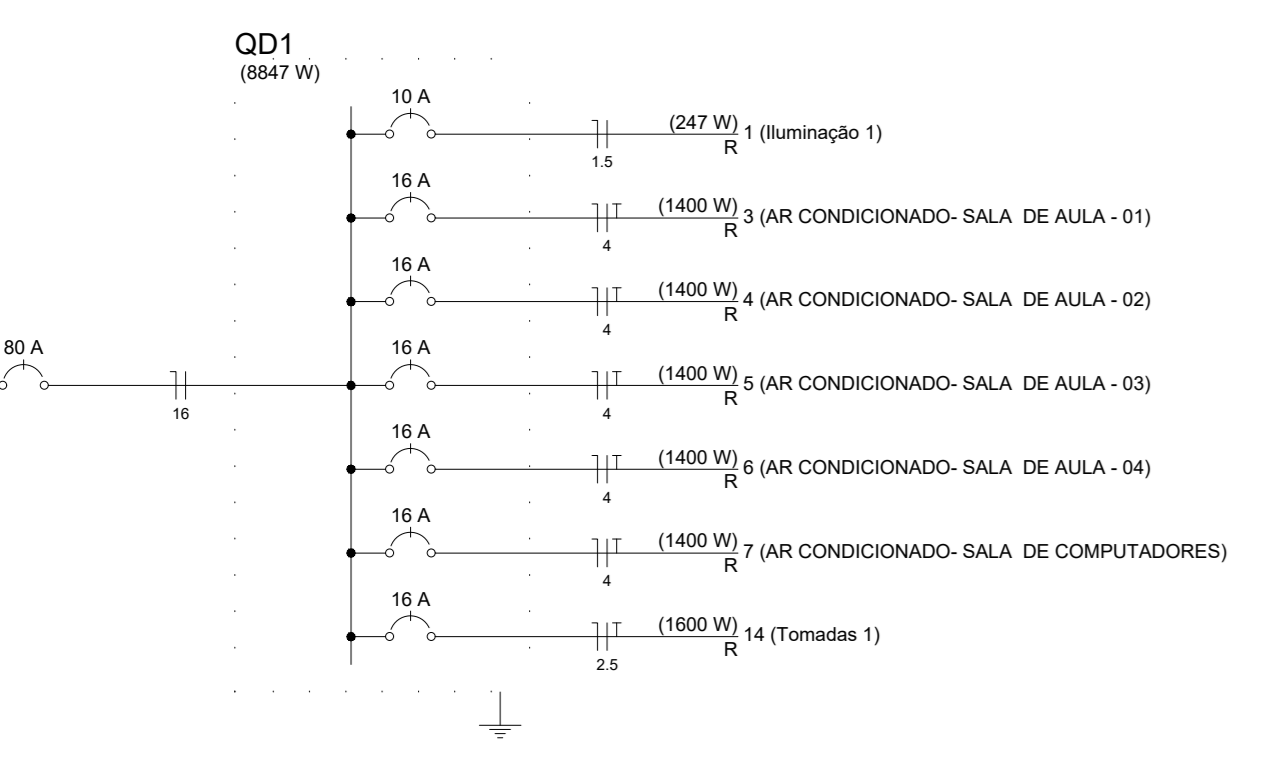 QD1
(8847 W)
10 A
(247 W)
1 (Iluminação 1)
R
1.5
16 A
(1400 W)
3 (AR CONDICIONADO- SALA  DE AULA - 01)
R
4
16 A
(1400 W)
4 (AR CONDICIONADO- SALA  DE AULA - 02)
R
4
80 A
16
16 A
(1400 W)
5 (AR CONDICIONADO- SALA  DE AULA - 03)
R
4
16 A
(1400 W)
6 (AR CONDICIONADO- SALA  DE AULA - 04)
R
4
16 A
(1400 W)
7 (AR CONDICIONADO- SALA  DE COMPUTADORES)
R
4
16 A
(1600 W)
14 (Tomadas 1)
R
2.5